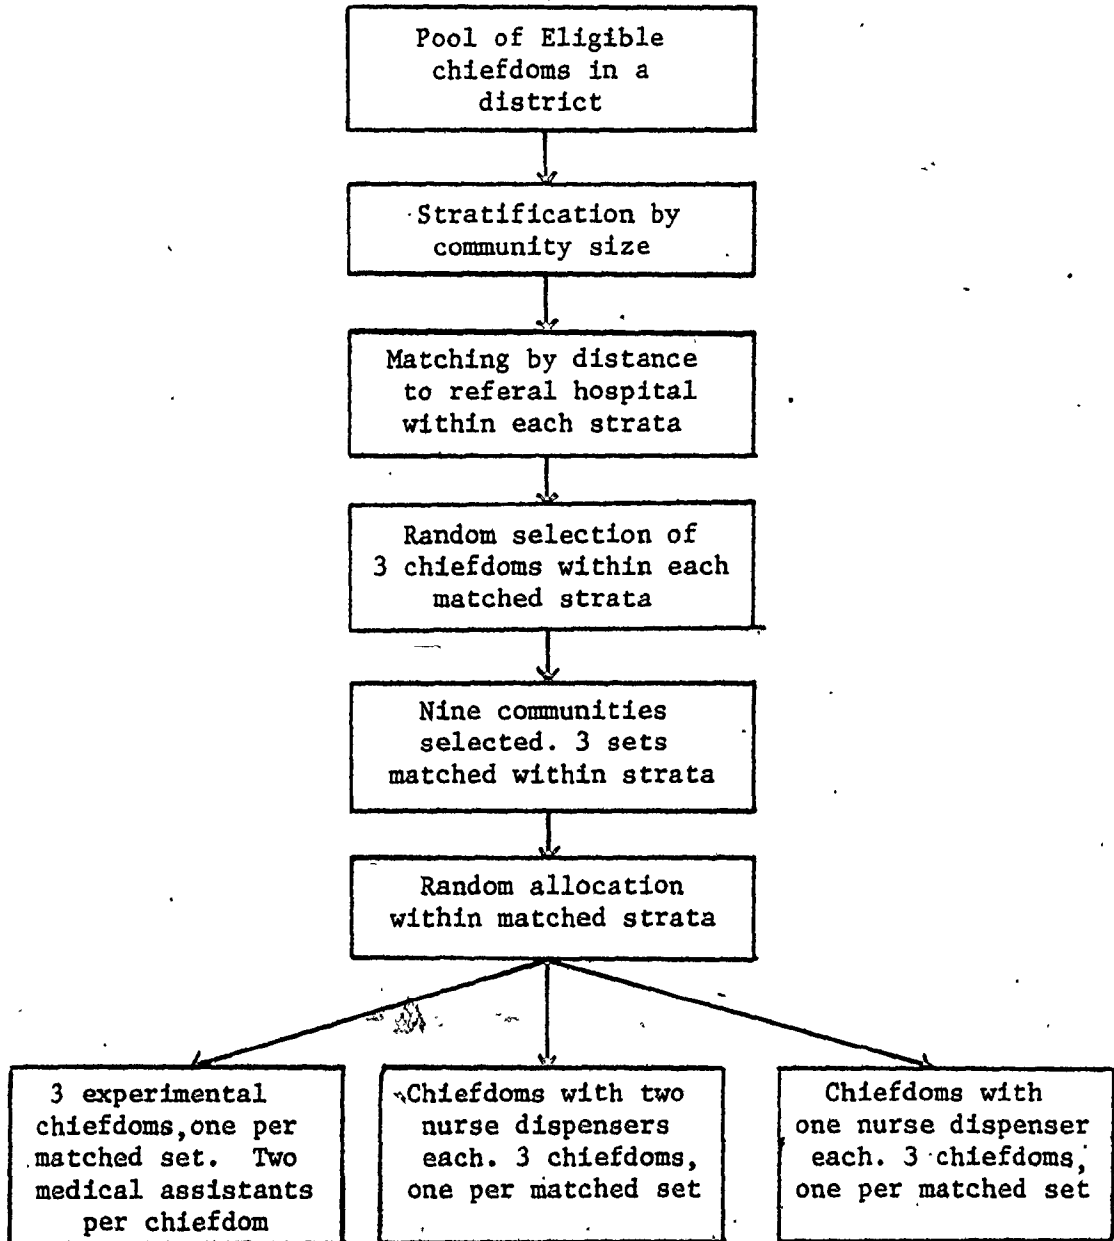 Pool of Eligible
chiefdoms in a
district
Stratification by
community size
Matching by distance
to referal hospital
within each strata
Random selection of
3 chiefdoms within each
matched strata
Nine communities
selected. 3 sets
matched within strata
Random allocation
within matched strata
3 experimental
chiefdoms,one per
matched set. Two
medical assistants
per chiefdom
Chiefdoms with two
nurse dispensers
each. 3 chiefdoms,
one per matched set
Chiefdoms with
one nurse dispenser
each. 3 chiefdoms,
one per matched set